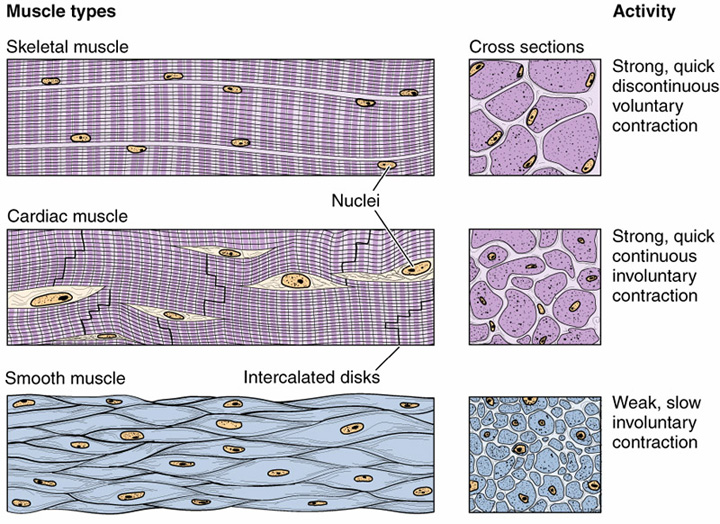 Muscle types
Activity
Skeletal muscle
Cross sections
Strong, quick
discontinuous
voluntary
contraction
Nuclei
Cardiac muscle
Strong, quick
continuous
involuntary
contraction
Intercalated disks
Smooth muscle
Weak, slow
involuntary
contraction